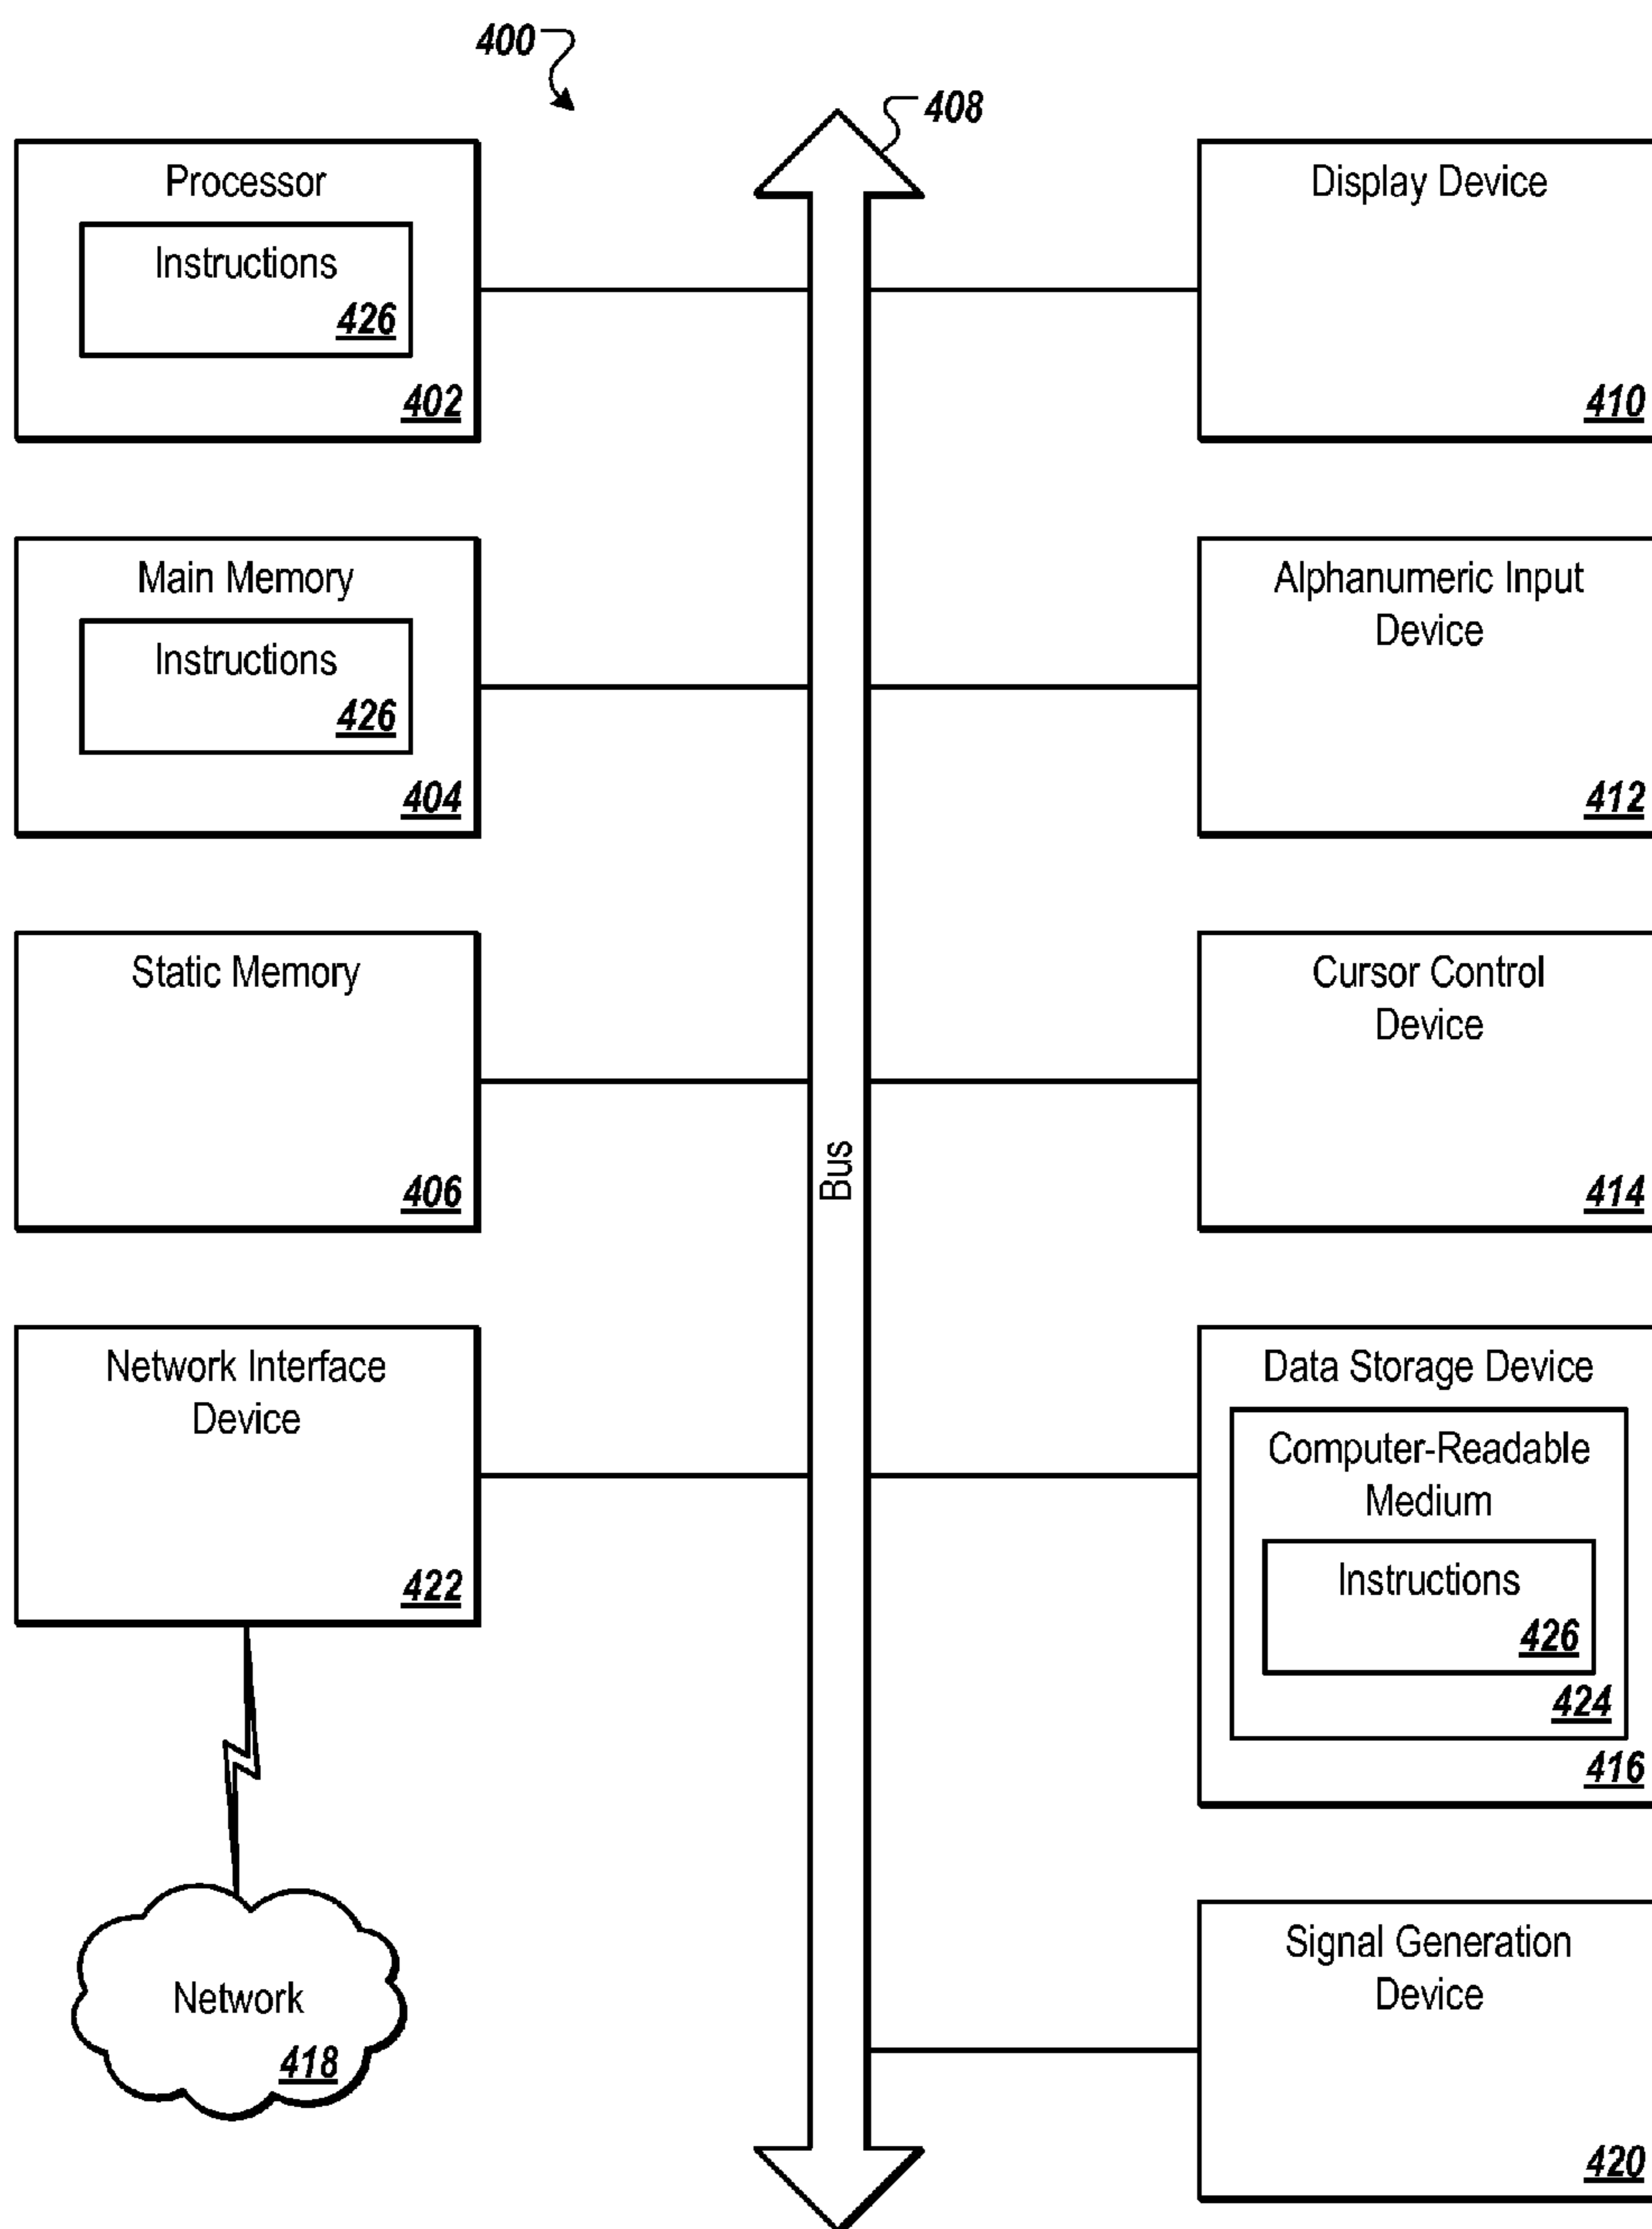 400
408
Processor
Instructions
426
402
Main Memory
Instructions
426
404
Static Memory
406
Network Interface
Device
422
Network
418
Bus
Display Device
410
Alphanumeric Input
Device
412
Cursor Control
Device
414
Data Storage Device
Computer-Readable
Medium
Instructions
426
424
416
Signal Generation
Device
420